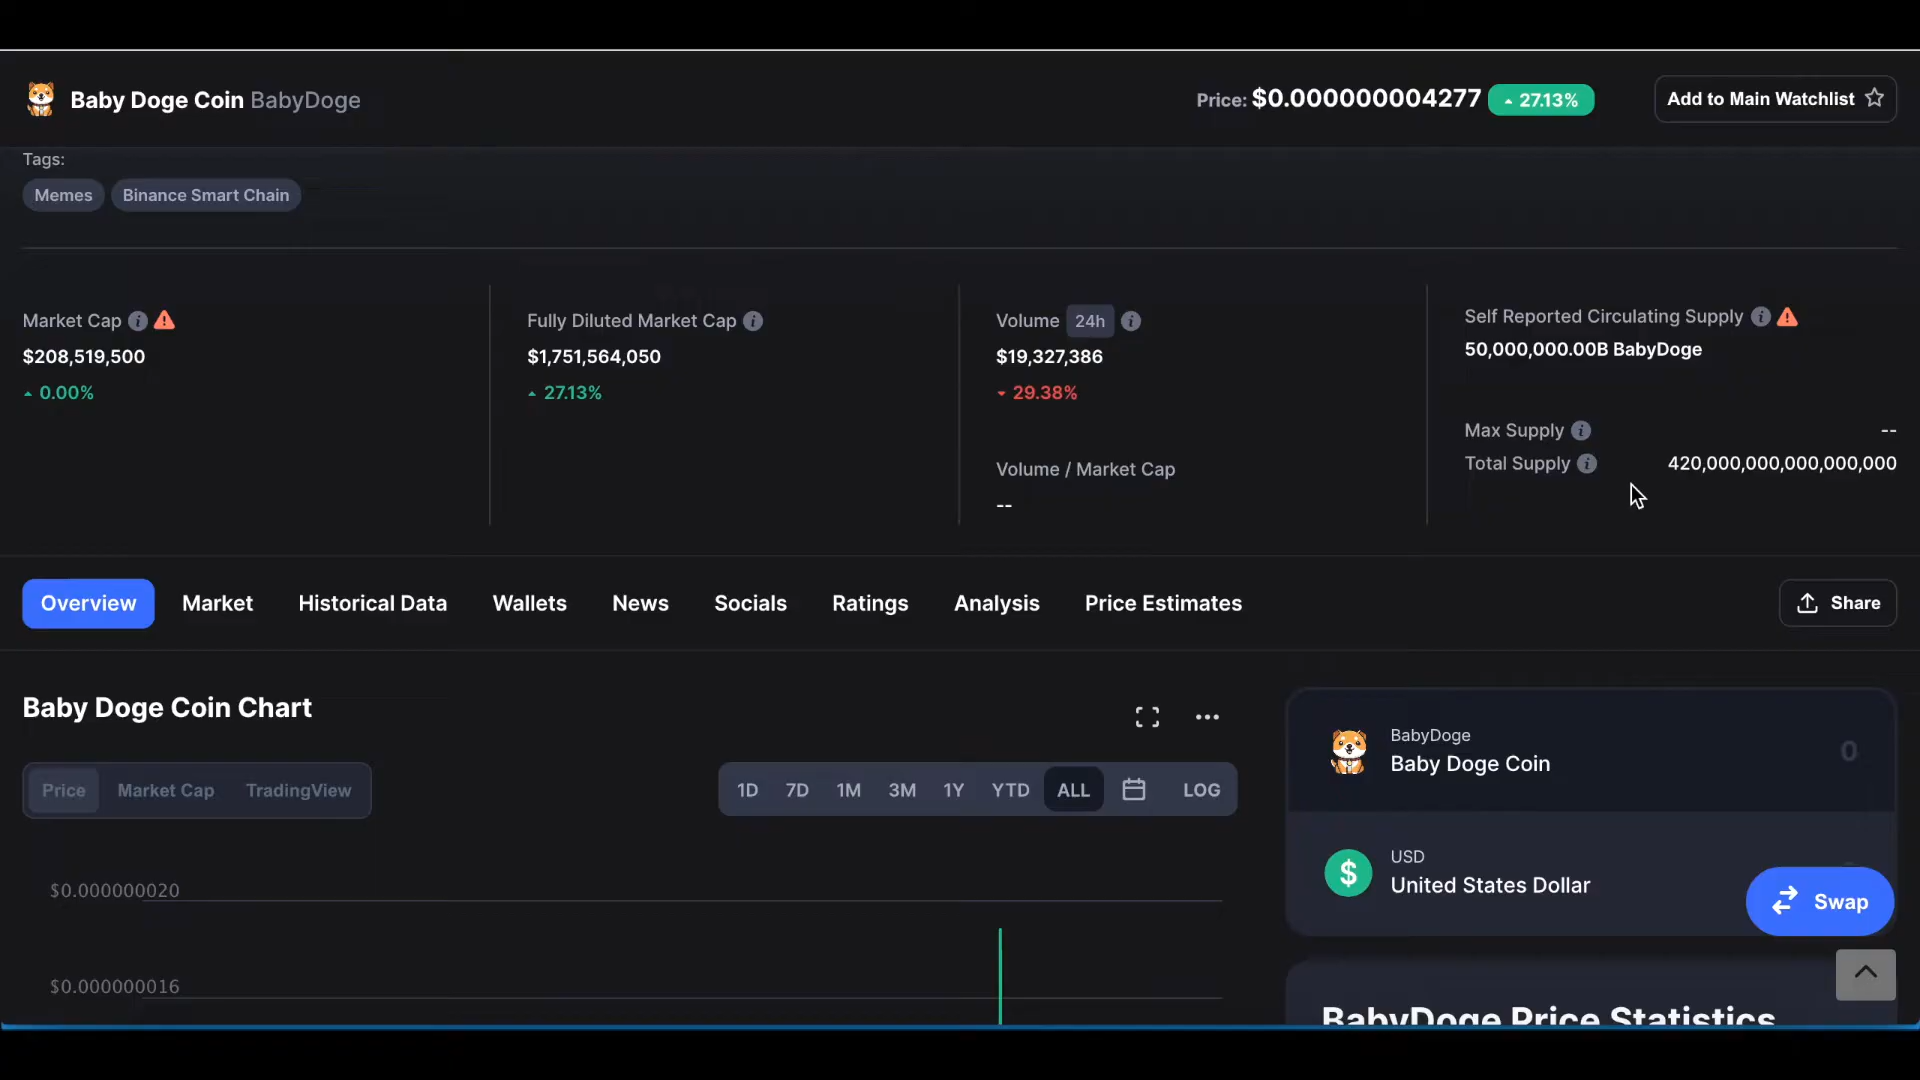 Baby Doge Coin BabyDoge
Price: $0.000000004277 27.13%
Add to Main Watchlist
Tags:
Memes
Binance Smart Chain
Market Cap
$208,519,500
0.00%
Fully Diluted Market Cap
$1,751,564,050
27.13%
Volume 24h
$19,327,386
29.38%
Volume / Market Cap
--
Self Reported Circulating Supply
50,000,000.00B BabyDoge
Max Supply --
Total Supply 420,000,000,000,000,000
Overview Market Historical Data Wallets News Socials Ratings Analysis Price Estimates
Share
Baby Doge Coin Chart
Price Market Cap TradingView
1D 7D 1M 3M 1Y YTD ALL LOG
$0.000000020
$0.000000016
BabyDoge
Baby Doge Coin
0
USD
United States Dollar
Swap
BabyDoge Price Statistics